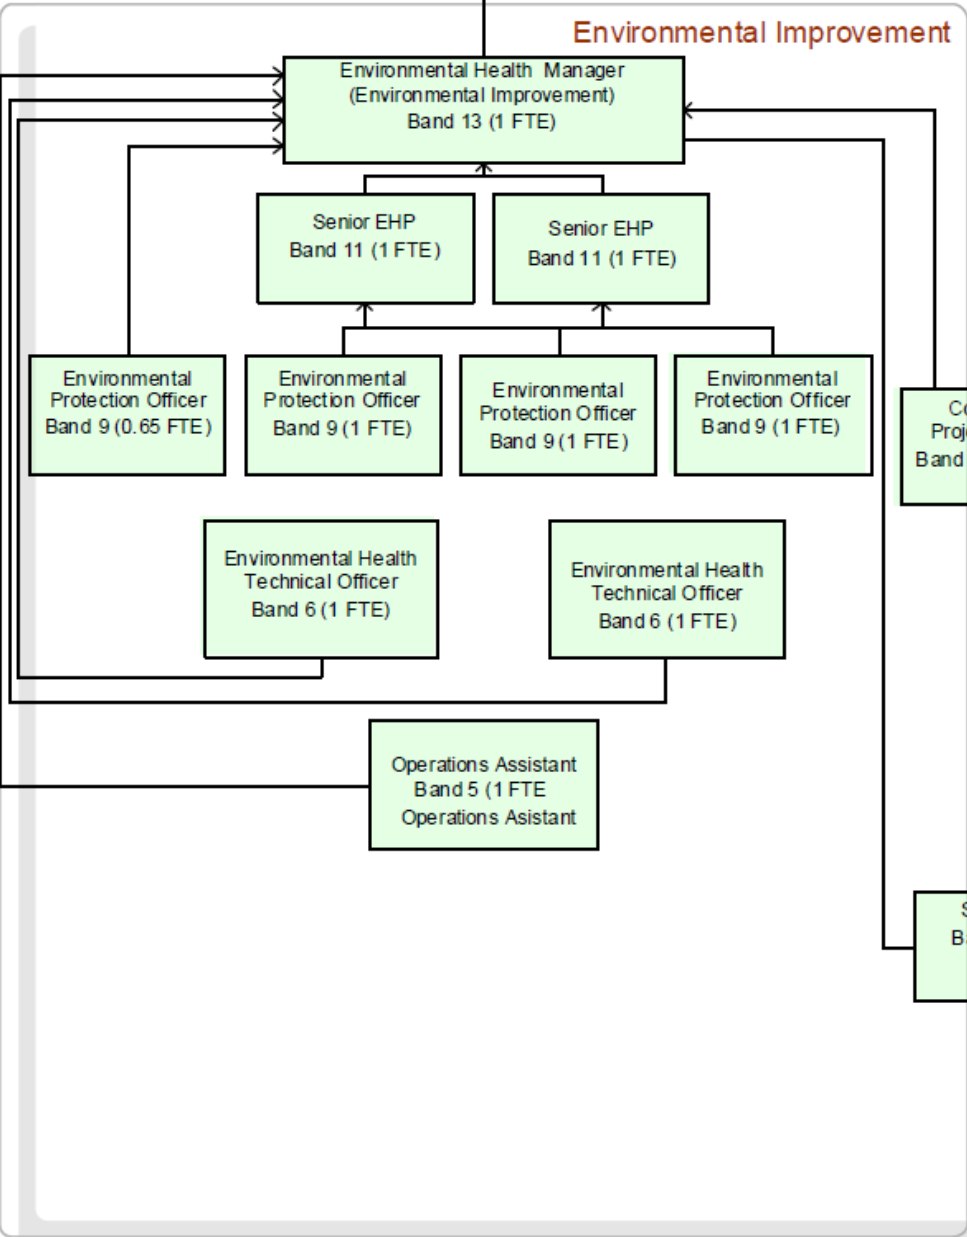 Environmental Improvement
Environmental Health Manager
(Environmental Improvement)
Band 13 (1 FTE)
Senior EHP
Band 11 (1 FTE)
Senior EHP
Band 11 (1 FTE)
Environmental
Protection Officer
Band 9 (0.65 FTE)
Environmental
Protection Officer
Band 9 (1 FTE)
Environmental
Protection Officer
Band 9 (1 FTE)
Environmental
Protection Officer
Band 9 (1 FTE)
Band
Environmental Health
Technical Officer
Band 6 (1 FTE)
Environmental Health
Technical Officer
Band 6 (1 FTE)
Operations Assistant
Band 5 (1 FTE
Operations Asistant